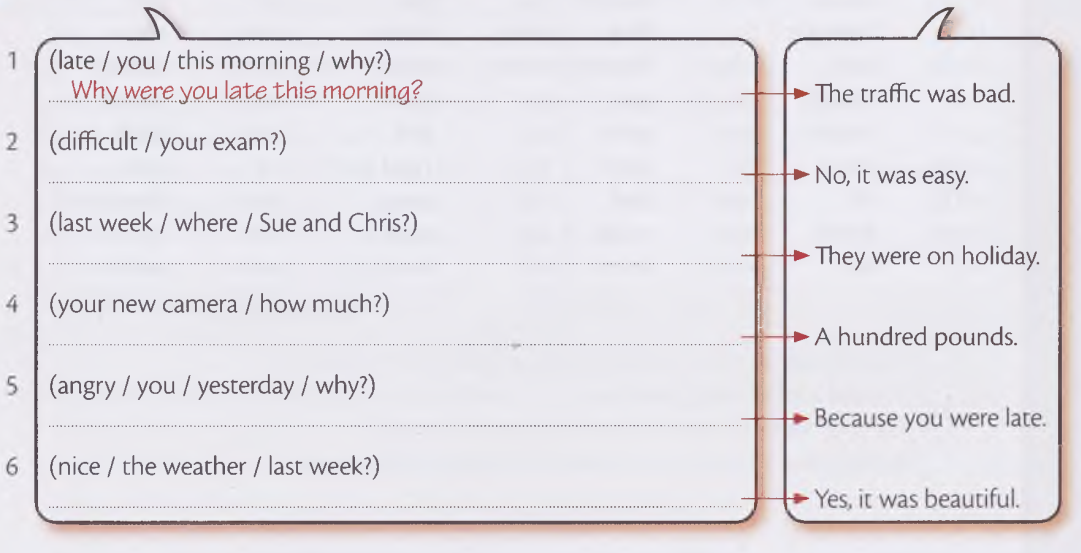 1 (late / you / this morning / why?)
Why were you late this morning?
The traffic was bad.
2 (difficult / your exam?)
No, it was easy.
3 (last week / where / Sue and Chris?)
They were on holiday.
4 (your new camera / how much?)
A hundred pounds.
5 (angry / you / yesterday / why?)
Because you were late.
6 (nice / the weather / last week?)
Yes, it was beautiful.